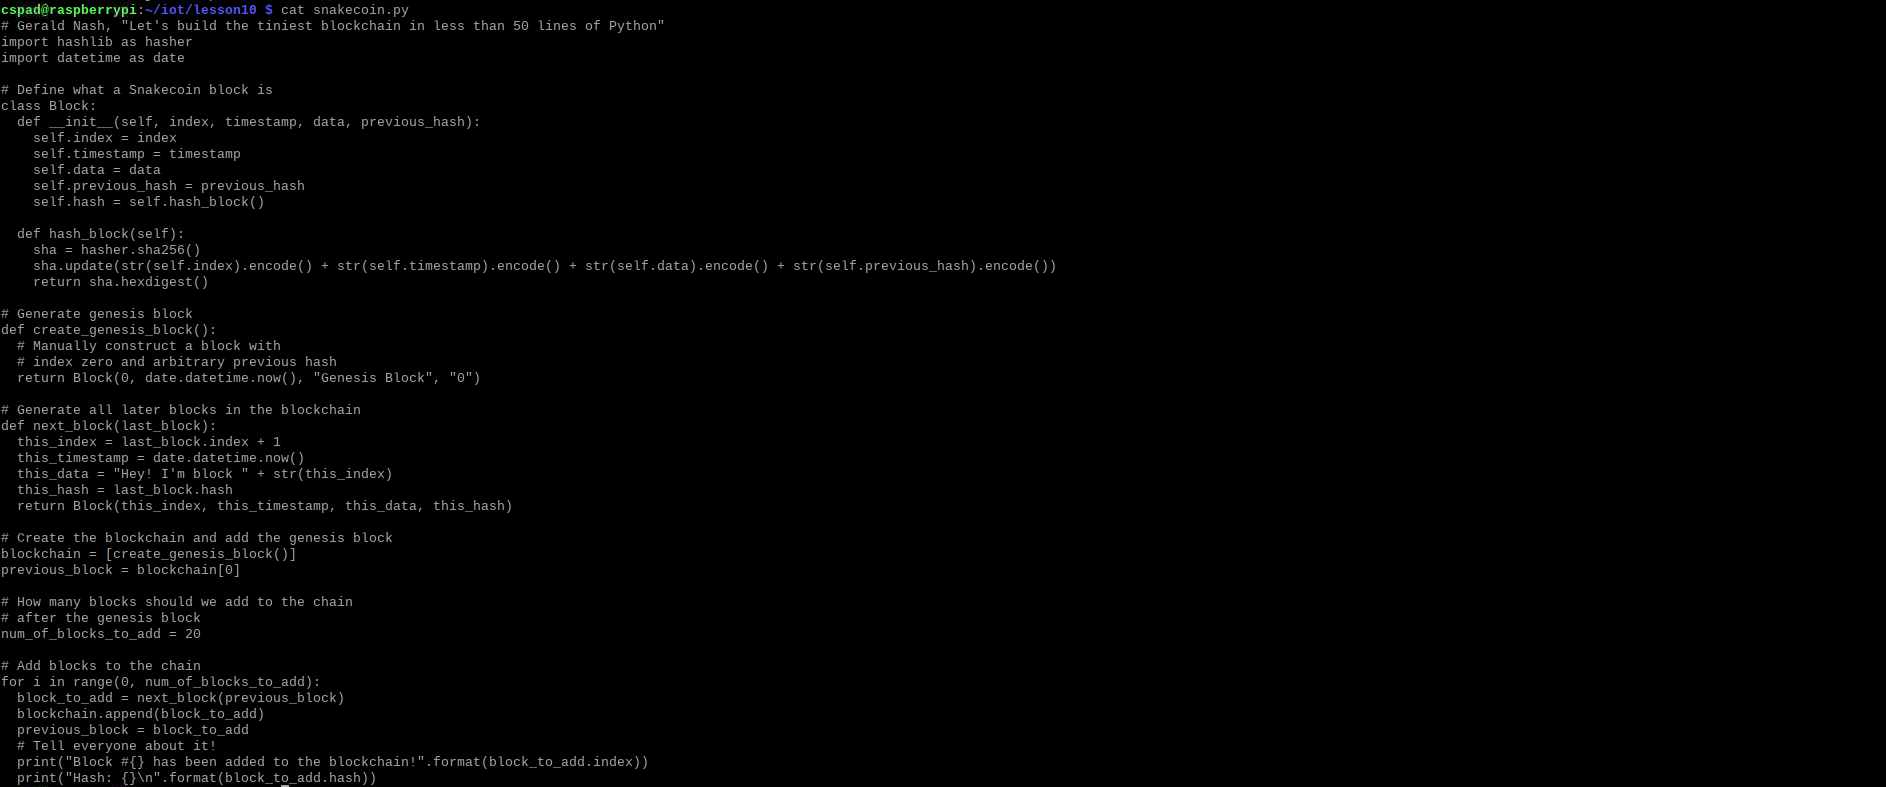 cspad@raspberrypi:~/iot/lesson10 $ cat snakecoin.py
# Gerald Nash, "Let's build the tiniest blockchain in less than 50 lines of Python"
import hashlib as hasher
import datetime as date

# Define what a Snakecoin block is
class Block:
  def __init__(self, index, timestamp, data, previous_hash):
    self.index = index
    self.timestamp = timestamp
    self.data = data
    self.previous_hash = previous_hash
    self.hash = self.hash_block()

  def hash_block(self):
    sha = hasher.sha256()
    sha.update(str(self.index).encode() + str(self.timestamp).encode() + str(self.data).encode() + str(self.previous_hash).encode())
    return sha.hexdigest()

# Generate genesis block
def create_genesis_block():
  # Manually construct a block with
  # index zero and arbitrary previous hash
  return Block(0, date.datetime.now(), "Genesis Block", "0")

# Generate all later blocks in the blockchain
def next_block(last_block):
  this_index = last_block.index + 1
  this_timestamp = date.datetime.now()
  this_data = "Hey! I'm block " + str(this_index)
  this_hash = last_block.hash
  return Block(this_index, this_timestamp, this_data, this_hash)

# Create the blockchain and add the genesis block
blockchain = [create_genesis_block()]
previous_block = blockchain[0]

# How many blocks should we add to the chain
# after the genesis block
num_of_blocks_to_add = 20

# Add blocks to the chain
for i in range(0, num_of_blocks_to_add):
  block_to_add = next_block(previous_block)
  blockchain.append(block_to_add)
  previous_block = block_to_add
  # Tell everyone about it!
  print("Block #{} has been added to the blockchain!".format(block_to_add.index))
  print("Hash: {}\n".format(block_to_add.hash))